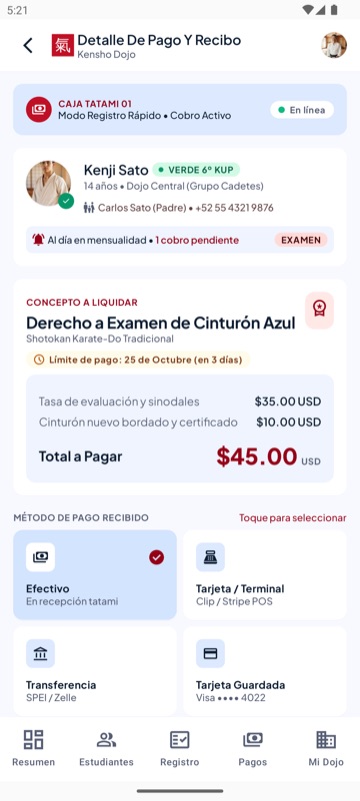 5:21
氣
Detalle De Pago Y Recibo
Kensho Dojo
CAJA TATAMI 01
Modo Registro Rápido • Cobro Activo
En línea
Kenji Sato
VERDE 6º KUP
14 años • Dojo Central (Grupo Cadetes)
Carlos Sato (Padre) • +52 55 4321 9876
Al día en mensualidad • 1 cobro pendiente
EXAMEN
CONCEPTO A LIQUIDAR
Derecho a Examen de Cinturón Azul
Shotokan Karate-Do Tradicional
Límite de pago: 25 de Octubre (en 3 días)
Tasa de evaluación y sinodales $35.00 USD
Cinturón nuevo bordado y certificado $10.00 USD
Total a Pagar $45.00 USD
MÉTODO DE PAGO RECIBIDO
Toque para seleccionar
Efectivo
En recepción tatami
Tarjeta / Terminal
Clip / Stripe POS
Transferencia
SPEI / Zelle
Tarjeta Guardada
Visa •••• 4022
Resumen
Estudiantes
Registro
Pagos
Mi Dojo